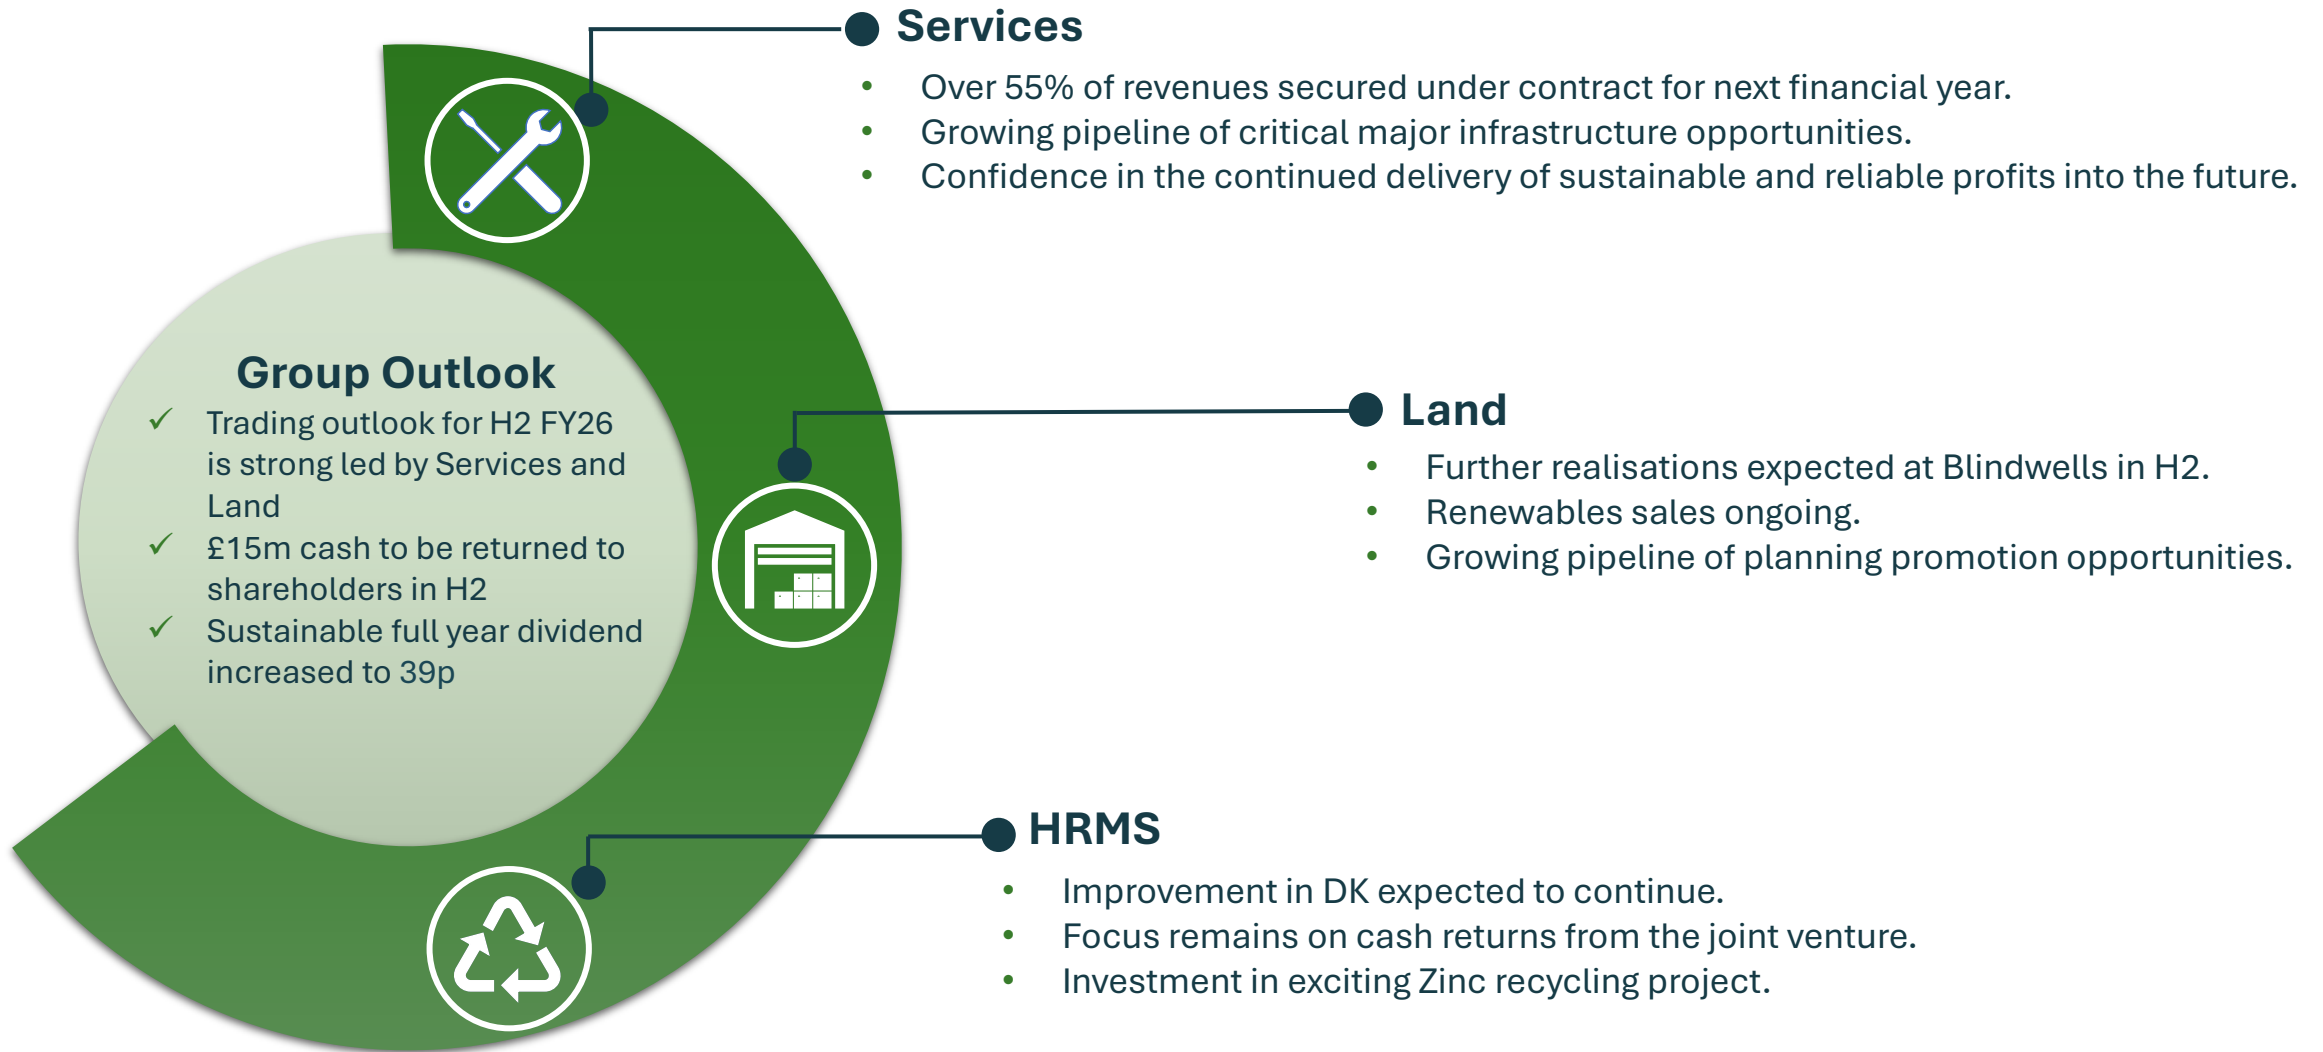 Services
• Over 55% of revenues secured under contract for next financial year.
• Growing pipeline of critical major infrastructure opportunities.
• Confidence in the continued delivery of sustainable and reliable profits into the future.
Group Outlook
✓ Trading outlook for H2 FY26
is strong led by Services and
Land
✓ £15m cash to be returned to
shareholders in H2
✓ Sustainable full year dividend
increased to 39p
Land
• Further realisations expected at Blindwells in H2.
• Renewables sales ongoing.
• Growing pipeline of planning promotion opportunities.
HRMS
• Improvement in DK expected to continue.
• Focus remains on cash returns from the joint venture.
• Investment in exciting Zinc recycling project.